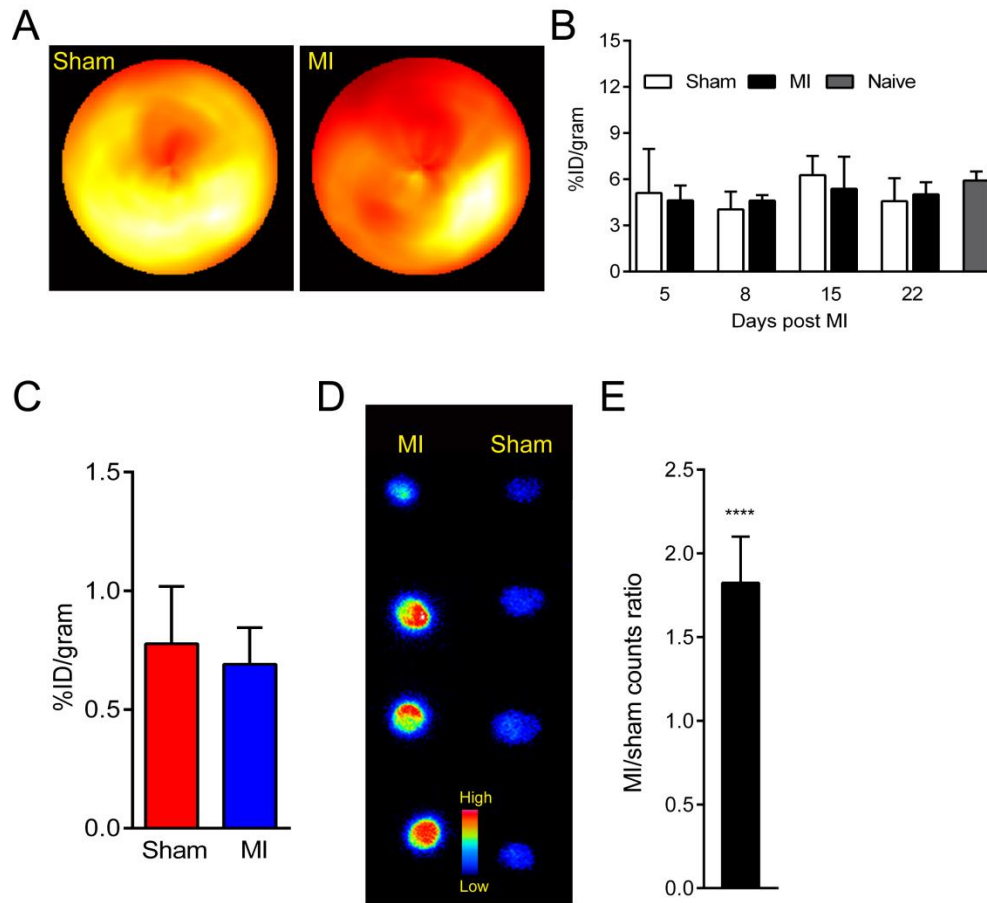 A
Sham
MI
B
15
12
9
6
3
0
%ID/gram
Sham MI Naive
5 8 15 22
Days post MI
C
1.5
1.0
0.5
0.0
%ID/gram
Sham MI
D
MI Sham
High
Low
E
2.5
2.0
1.5
1.0
0.5
0.0
MI/sham counts ratio
****